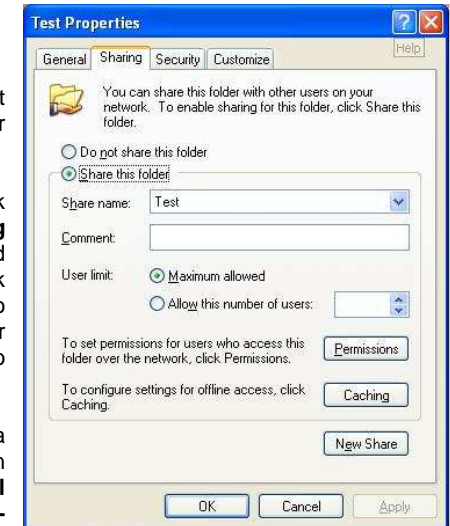 Test Properties
Help
General Sharing Security Customize
You can share this folder with other users on your
network. To enable sharing for this folder, click Share this
folder.
Do not share this folder
Share this folder
Share name: Test
Comment:
User limit: Maximum allowed
Allow this number of users:
To set permissions for users who access this
folder over the network, click Permissions.
Permissions
To configure settings for offline access, click
Caching.
Caching
New Share
OK Cancel Apply